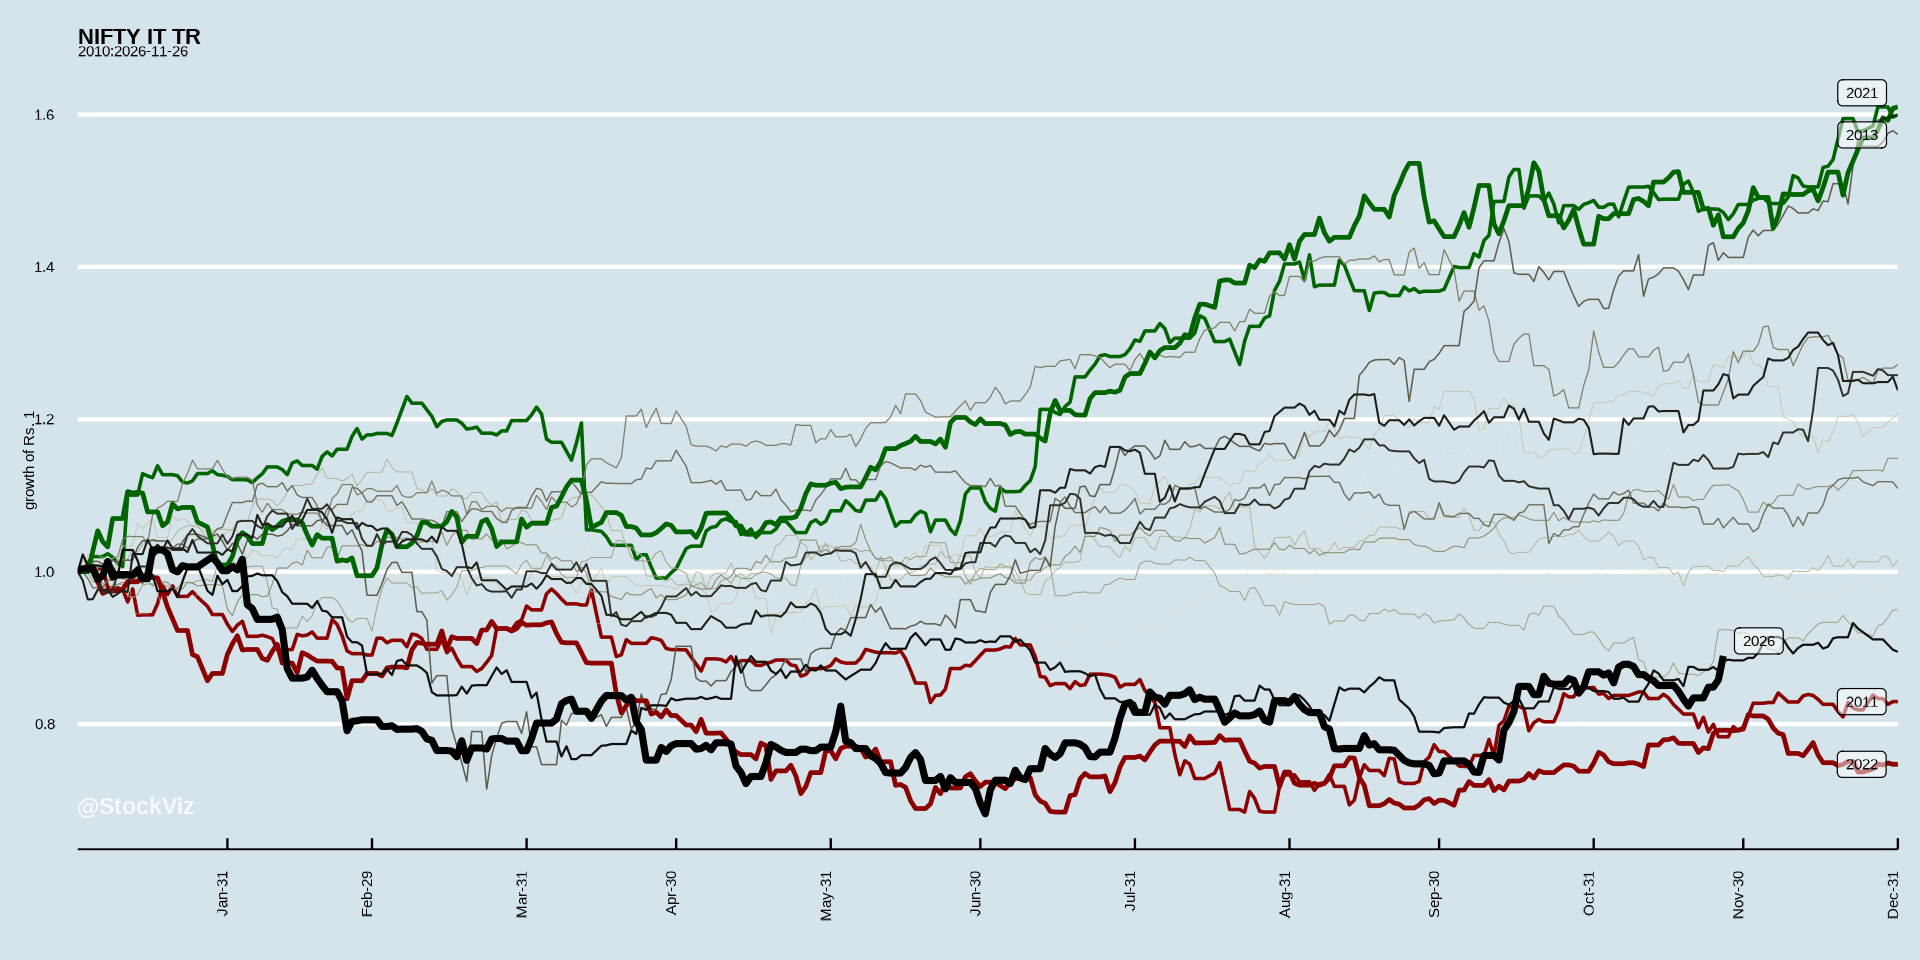 NIFTY IT TR
2010:2026-11-26
2021
1.6
2013
1.4
1.2
growth of Rs. 1
1.0
2026
2011
0.8
2022
@StockViz
Jan-31
Feb-29
Mar-31
Apr-30
May-31
Jun-30
Jul-31
Aug-31
Sep-30
Oct-31
Nov-30
Dec-31